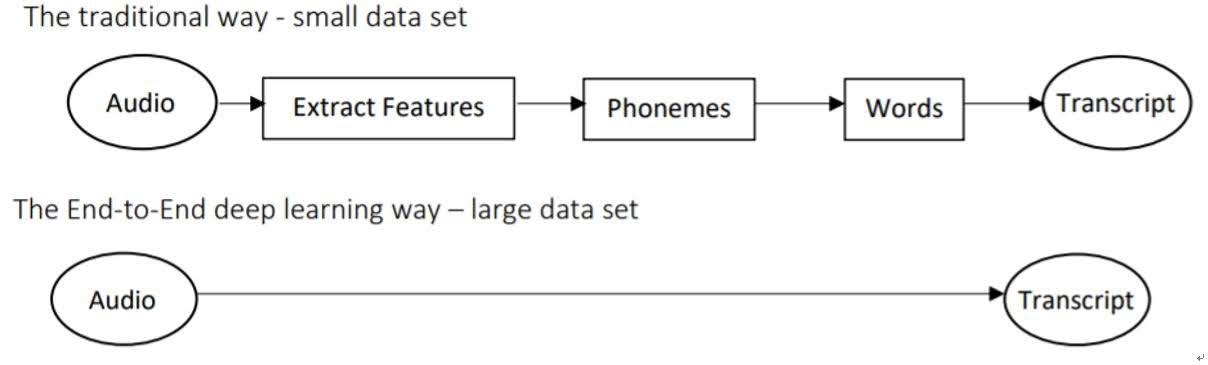 The traditional way - small data set
Audio
Extract Features
Phonemes
Words
Transcript
The End-to-End deep learning way – large data set
Audio
Transcript